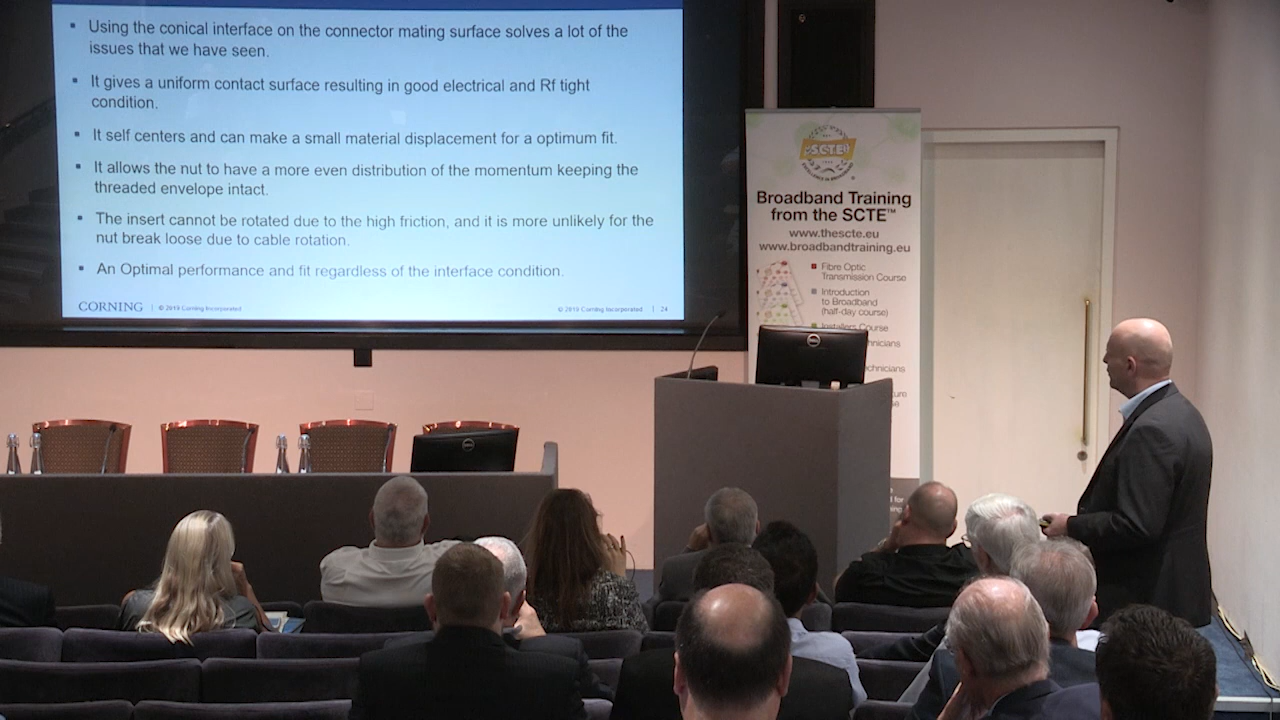 Using the conical interface on the connector mating surface solves a lot of the
issues that we have seen.
It gives a uniform contact surface resulting in good electrical and Rf tight
condition.
It self centers and can make a small material displacement for a optimum fit.
It allows the nut to have a more even distribution of the momentum keeping the
threaded envelope intact.
The insert cannot be rotated due to the high friction, and it is more unlikely for the
nut break loose due to cable rotation.
An Optimal performance and fit regardless of the interface condition.
CORNING | © 2019 Corning Incorporated
© 2019 Corning Incorporated | 24
SCTE
Broadband Training
from the SCTE™
www.thescte.eu
www.broadbandtraining.eu
Fibre Optic
Transmission Course
Introduction
to Broadband
(half-day course)
Installers Course
DELL
DELL